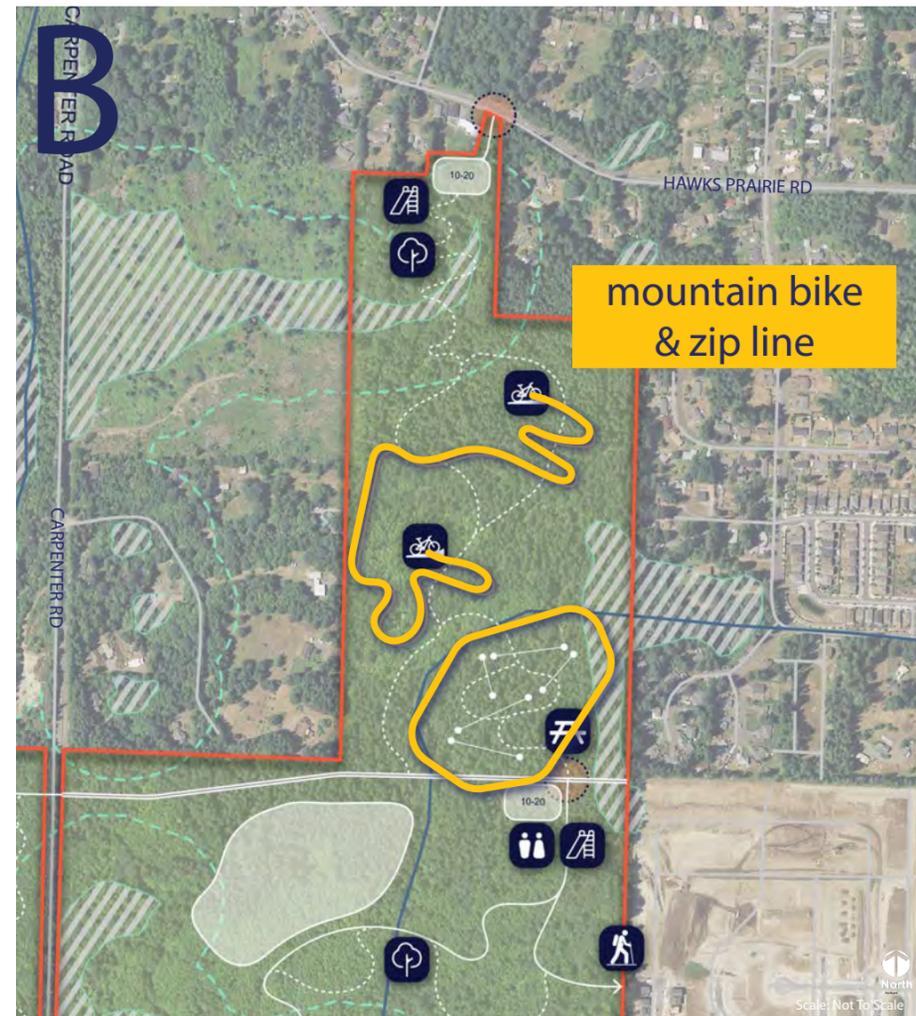 B
CARPENTER ROAD
10-20
HAWKS PRAIRIE RD
mountain bike
& zip line
CARPENTER RD
10-20
North
Scale: Not To Scale